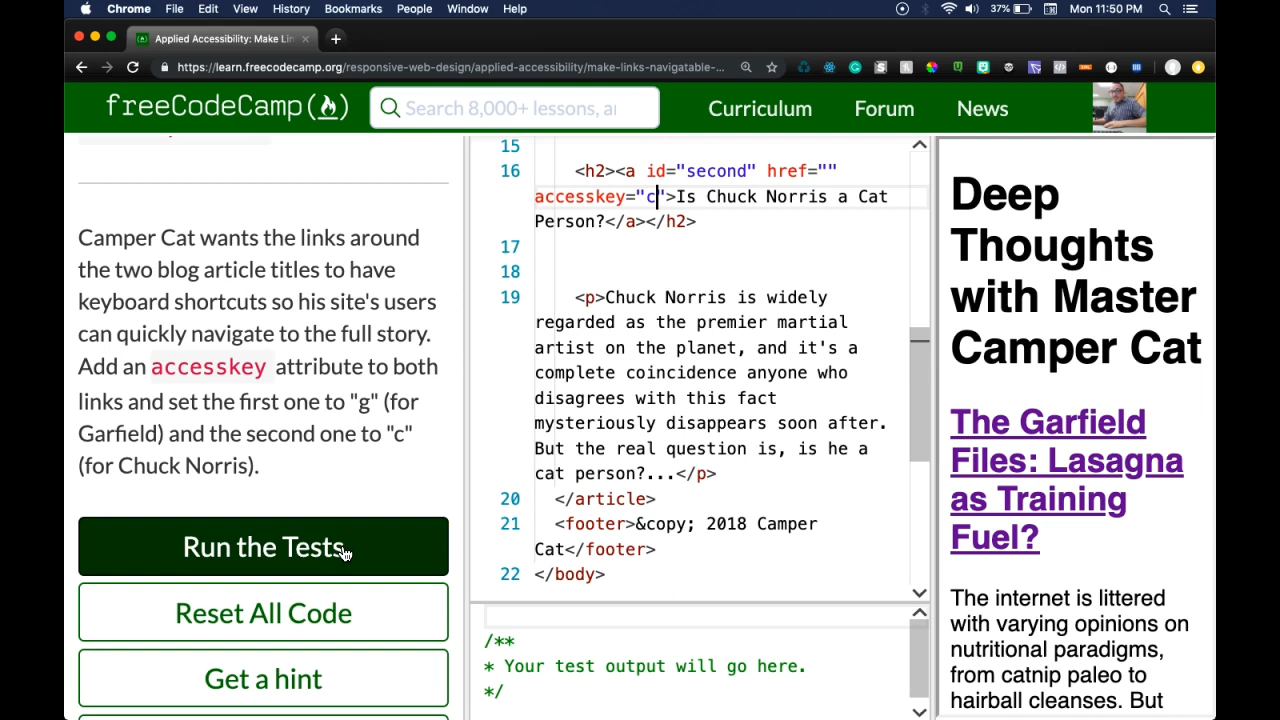 Chrome File Edit View History Bookmarks People Window Help 37% Mon 11:50 PM
Applied Accessibility: Make Lin
https://learn.freecodecamp.org/responsive-web-design/applied-accessibility/make-links-navigatable-...
freeCodeCamp Search 8,000+ lessons, ar Curriculum Forum News
Camper Cat wants the links around
the two blog article titles to have
keyboard shortcuts so his site's users
can quickly navigate to the full story.
Add an accesskey attribute to both
links and set the first one to "g" (for
Garfield) and the second one to "c"
(for Chuck Norris).
Run the Tests
Reset All Code
Get a hint
15
16 <h2><a id="second" href=""
accesskey="c">Is Chuck Norris a Cat
Person?</a></h2>
17
18
19 <p>Chuck Norris is widely
regarded as the premier martial
artist on the planet, and it's a
complete coincidence anyone who
disagrees with this fact
mysteriously disappears soon after.
But the real question is, is he a
cat person?...</p>
20 </article>
21 <footer>&copy; 2018 Camper
Cat</footer>
22 </body>
/**
* Your test output will go here.
*/
Deep
Thoughts
with Master
Camper Cat
The Garfield
Files: Lasagna
as Training
Fuel?
The internet is littered
with varying opinions on
nutritional paradigms,
from catnip paleo to
hairball cleanses. But